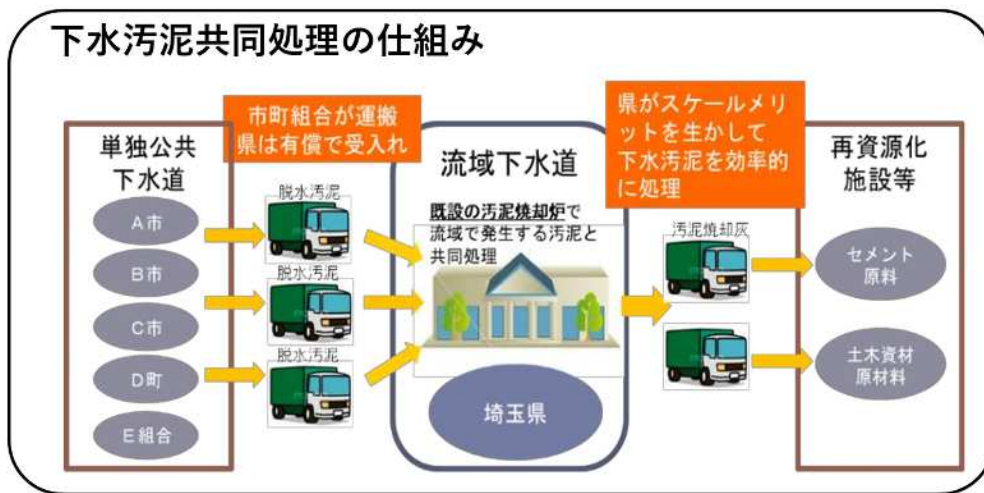 下水汚泥共同処理の仕組み
市町組合が運搬
県は有償で受入れ
県がスケールメリ
ットを生かして
下水汚泥を効率的
に処理
単独公共
下水道
A市
B市
C市
D町
E組合
脱水汚泥
脱水汚泥
脱水汚泥
流域下水道
既設の汚泥焼却炉で
流域で発生する汚泥と
共同処理
埼玉県
汚泥焼却灰
再資源化
施設等
セメント
原料
土木資材
原材料